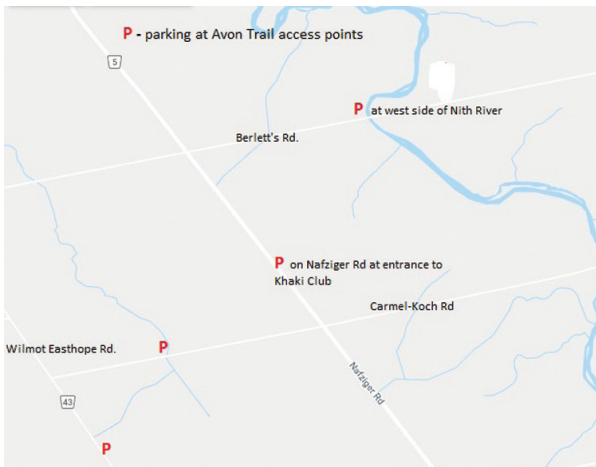 P - parking at Avon Trail access points
5
P at west side of Nith River
Berlett's Rd.
P on Nafziger Rd at entrance to
Khaki Club
Carmel-Koch Rd
Wilmot Easthope Rd.
P
Nafziger Rd
43
P